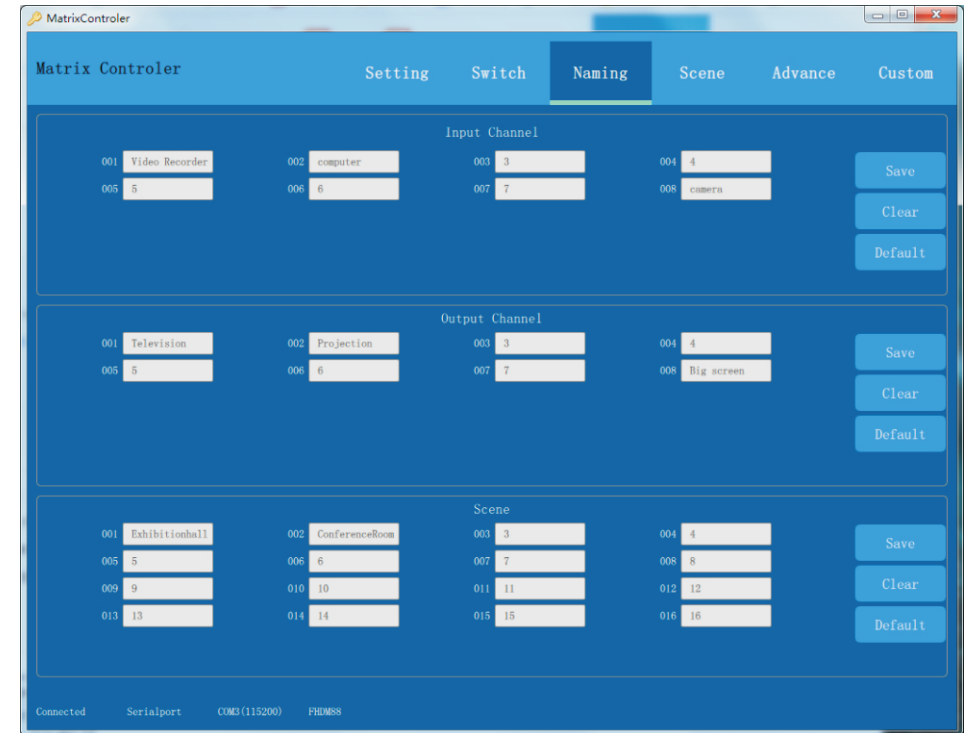 MatrixControler
Matrix Controler Setting Switch Naming Scene Advance Custom
Input Channel
001 Video Recorder 002 computer 003 3 004 4
005 5 006 6 007 7 008 camera
Save
Clear
Default
Output Channel
001 Television 002 Projection 003 3 004 4
005 5 006 6 007 7 008 Big screen
Save
Clear
Default
Scene
001 Exhibitionhall 002 ConferenceRoom 003 3 004 4
005 5 006 6 007 7 008 8
009 9 010 10 011 11 012 12
013 13 014 14 015 15 016 16
Save
Clear
Default
Connected Serialport COM3(115200) FHDM88